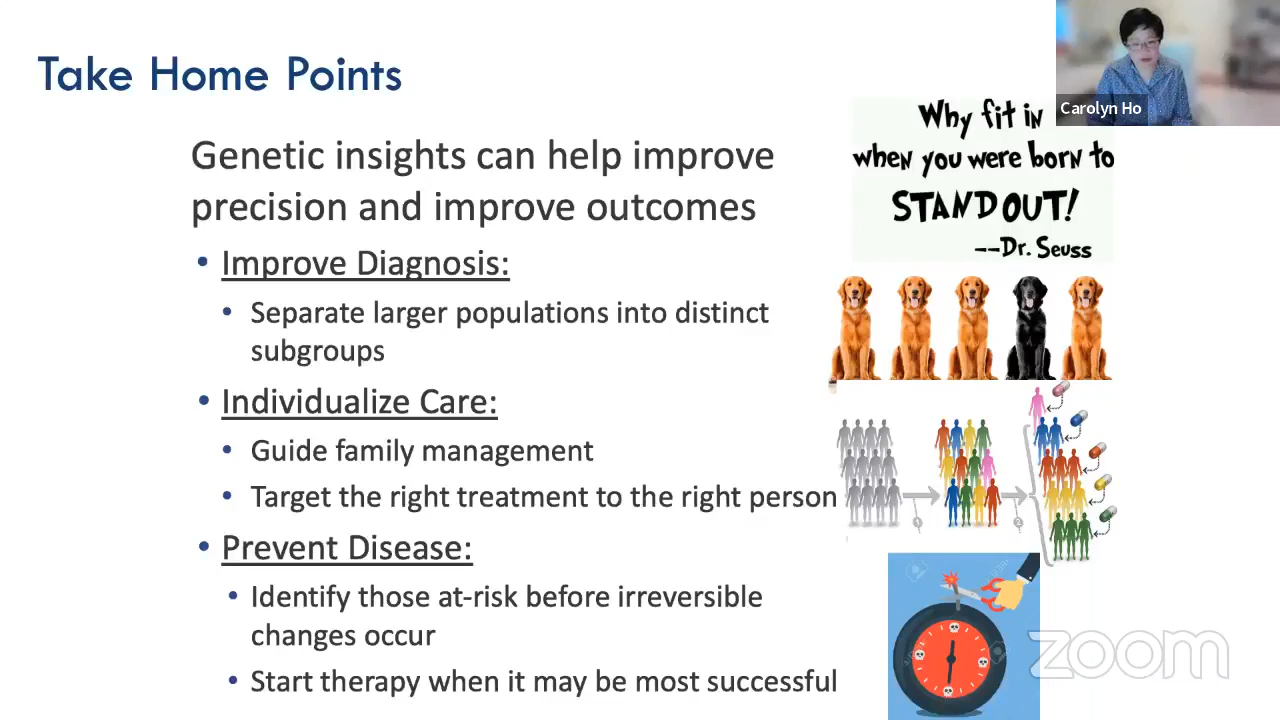 Take Home Points
Carolyn Ho
Why fit in
when you were born to
STAND OUT!
--Dr. Seuss
Genetic insights can help improve
precision and improve outcomes
• Improve Diagnosis:
• Separate larger populations into distinct
subgroups
• Individualize Care:
• Guide family management
• Target the right treatment to the right person
• Prevent Disease:
• Identify those at-risk before irreversible
changes occur
• Start therapy when it may be most successful
1
2
zoom